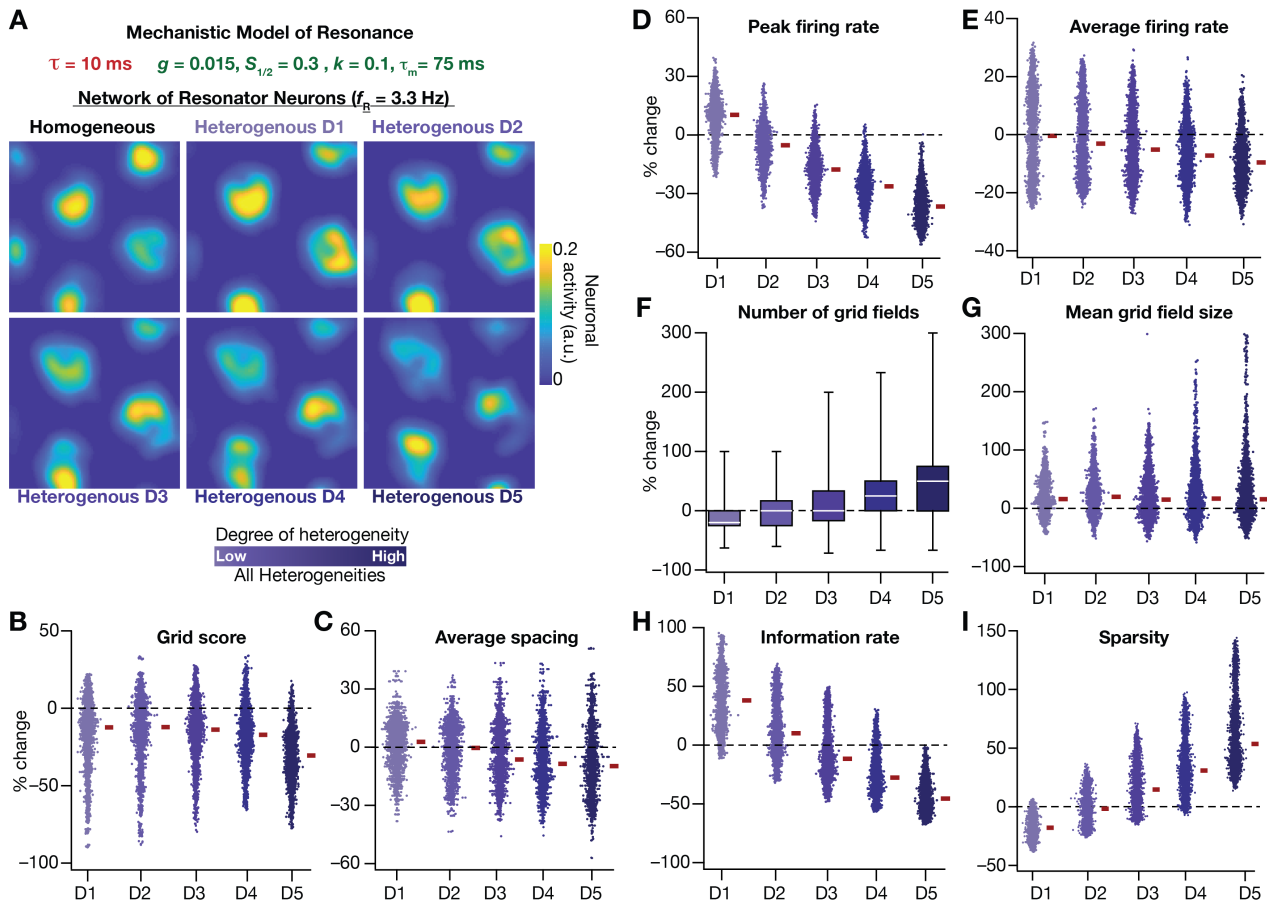 A
Mechanistic Model of Resonance
τ = 10 ms g = 0.015, S1/2 = 0.3 , k = 0.1, τm= 75 ms
Network of Resonator Neurons (fR = 3.3 Hz)
Homogeneous Heterogenous D1 Heterogenous D2
0.2
Neuronal
activity (a.u.)
0
Heterogenous D3 Heterogenous D4 Heterogenous D5
Degree of heterogeneity
Low High
All Heterogeneities
B
Grid score
% change
50
0
−50
−100
D1 D2 D3 D4 D5
C
Average spacing
60
30
0
−30
−60
D1 D2 D3 D4 D5
D
Peak firing rate
% change
60
30
0
−30
−60
D1 D2 D3 D4 D5
E
Average firing rate
40
20
0
−20
−40
D1 D2 D3 D4 D5
F
Number of grid fields
% change
300
200
100
0
−100
D1 D2 D3 D4 D5
G
Mean grid field size
300
200
100
0
−100
D1 D2 D3 D4 D5
H
Information rate
% change
100
50
0
−50
−100
D1 D2 D3 D4 D5
I
Sparsity
150
100
50
0
−50
D1 D2 D3 D4 D5